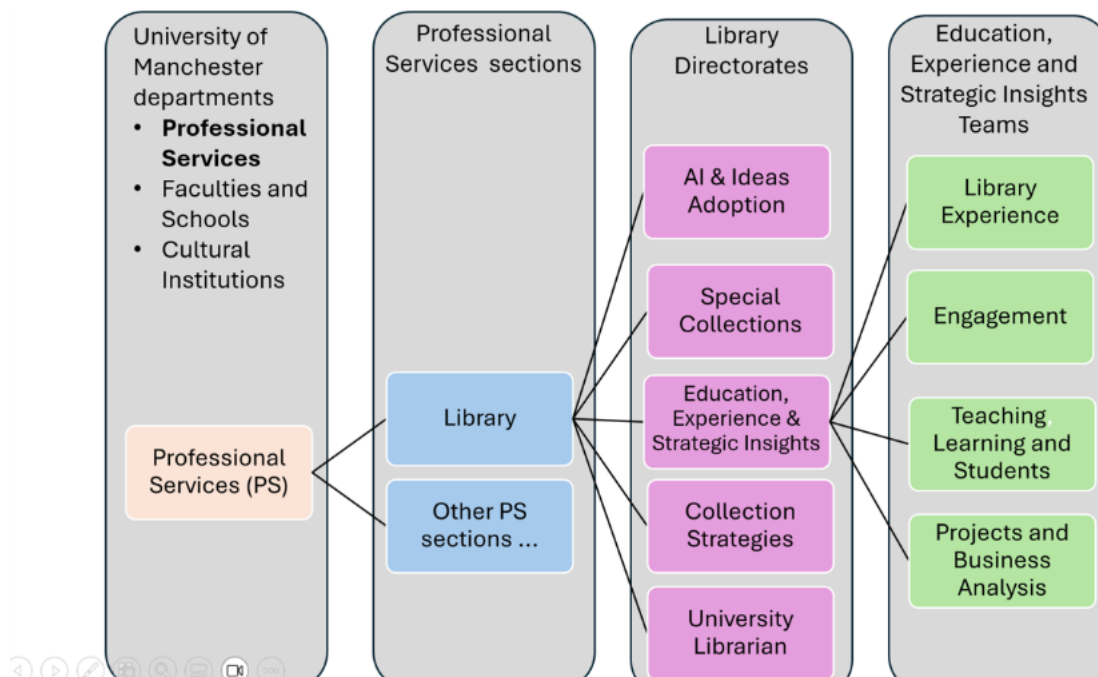 University of
Manchester
departments
• Professional
Services
• Faculties and
Schools
• Cultural
Institutions
Professional
Services (PS)
Professional
Services sections
Library
Other PS
sections ...
Library
Directorates
AI & Ideas
Adoption
Special
Collections
Education,
Experience &
Strategic Insights
Collection
Strategies
University
Librarian
Education,
Experience and
Strategic Insights
Teams
Library
Experience
Engagement
Teaching,
Learning and
Students
Projects and
Business
Analysis